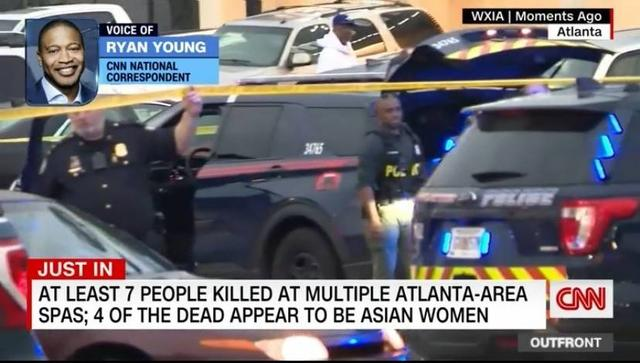 VOICE OF
RYAN YOUNG
CNN NATIONAL
CORRESPONDENT
WXIA | Moments Ago
Atlanta
34765
POLICE
JUST IN
AT LEAST 7 PEOPLE KILLED AT MULTIPLE ATLANTA-AREA
SPAS; 4 OF THE DEAD APPEAR TO BE ASIAN WOMEN
CNN
OUTFRONT